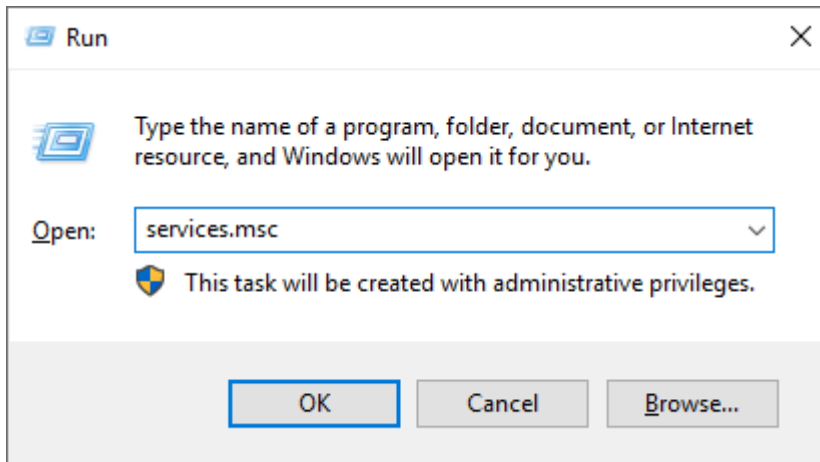 Run
Type the name of a program, folder, document, or Internet
resource, and Windows will open it for you.
Open: services.msc
This task will be created with administrative privileges.
OK Cancel Browse...